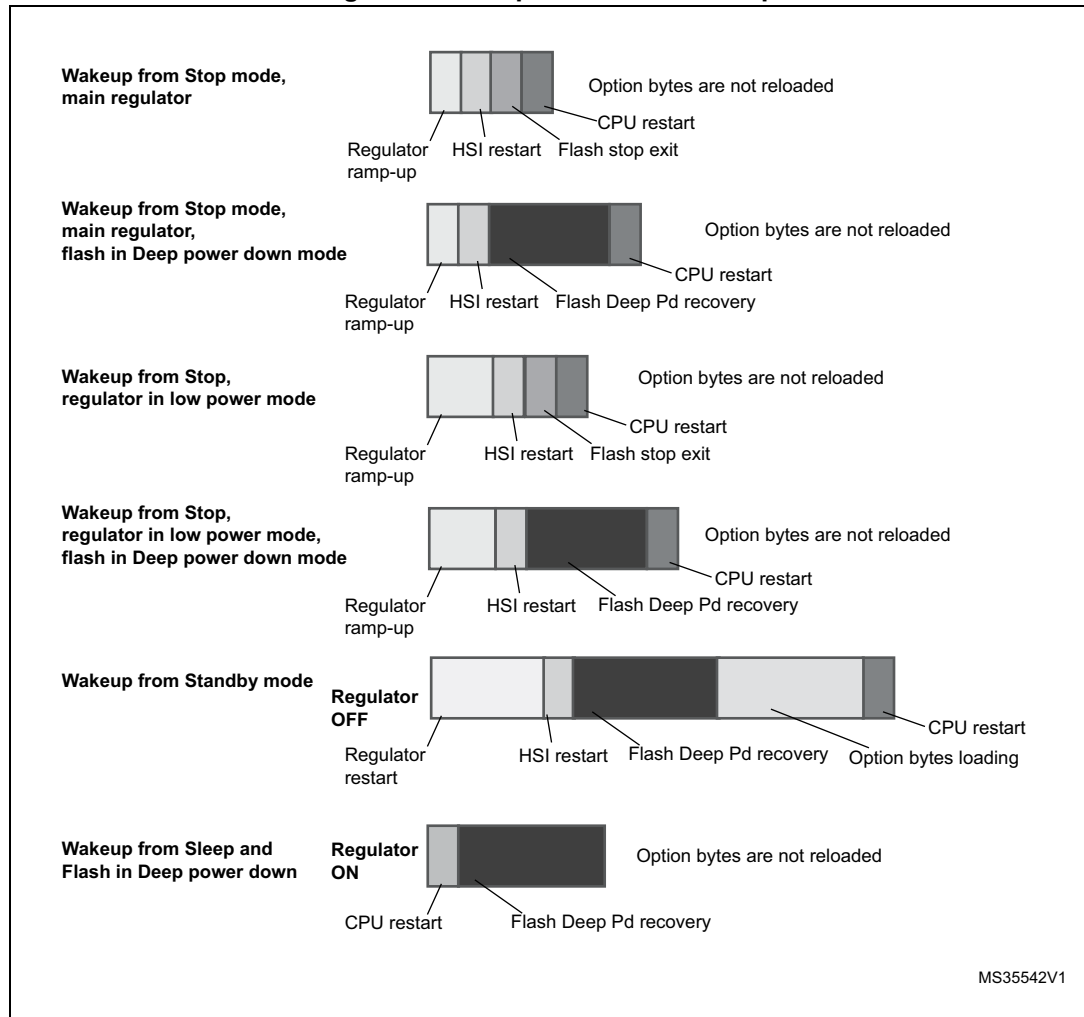 Wakeup from Stop mode,
main regulator
Option bytes are not reloaded
CPU restart
Regulator
ramp-up
HSI restart
Flash stop exit
Wakeup from Stop mode,
main regulator,
flash in Deep power down mode
Option bytes are not reloaded
CPU restart
Regulator
ramp-up
HSI restart
Flash Deep Pd recovery
Wakeup from Stop,
regulator in low power mode
Option bytes are not reloaded
CPU restart
Regulator
ramp-up
HSI restart
Flash stop exit
Wakeup from Stop,
regulator in low power mode,
flash in Deep power down mode
Option bytes are not reloaded
CPU restart
Regulator
ramp-up
HSI restart
Flash Deep Pd recovery
Wakeup from Standby mode
Regulator
OFF
CPU restart
Regulator
restart
HSI restart
Flash Deep Pd recovery
Option bytes loading
Wakeup from Sleep and
Flash in Deep power down
Regulator
ON
Option bytes are not reloaded
CPU restart
Flash Deep Pd recovery
MS35542V1